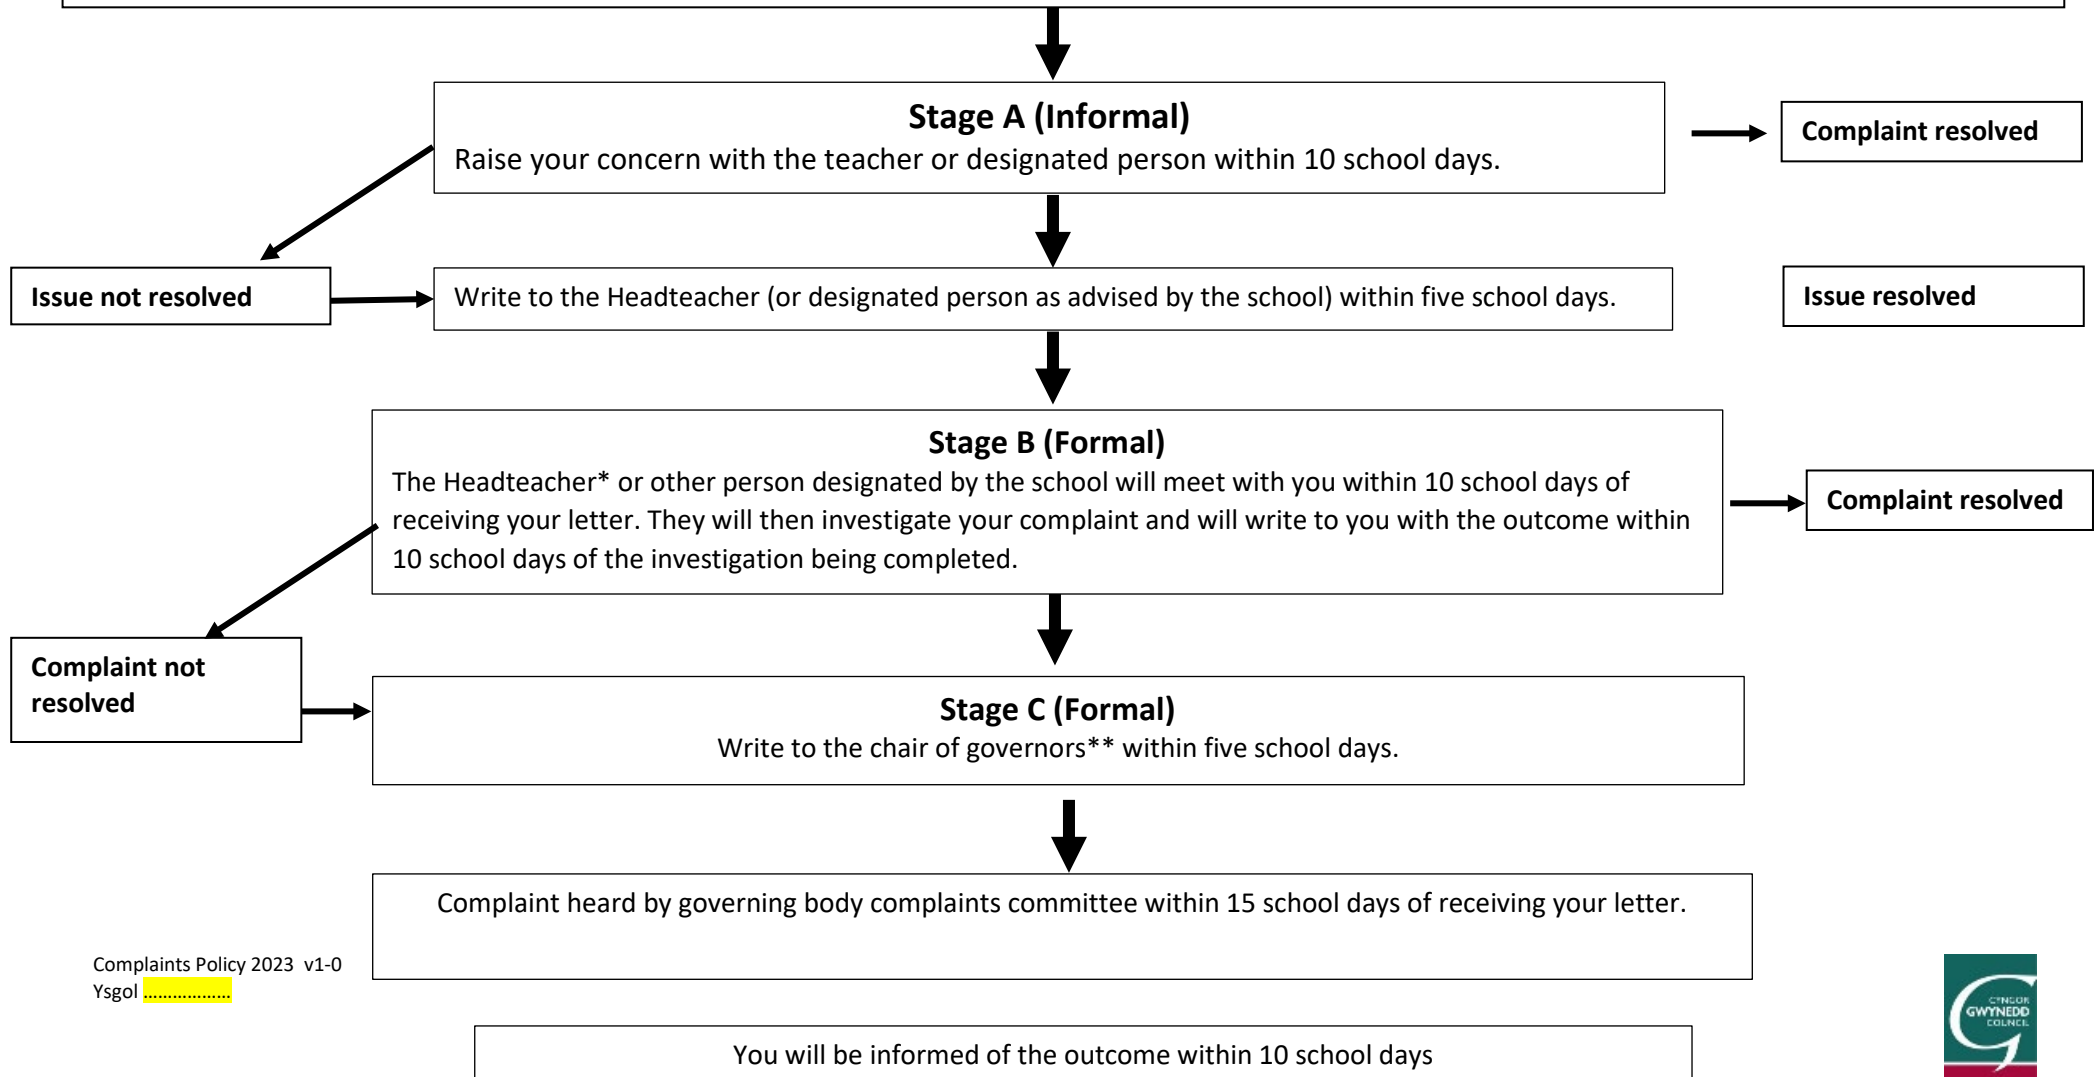 Stage A (Informal)
Raise your concern with the teacher or designated person within 10 school days.
Complaint resolved
Issue not resolved
Write to the Headteacher (or designated person as advised by the school) within five school days.
Issue resolved
Stage B (Formal)
The Headteacher* or other person designated by the school will meet with you within 10 school days of
receiving your letter. They will then investigate your complaint and will write to you with the outcome within
10 school days of the investigation being completed.
Complaint resolved
Complaint not
resolved
Stage C (Formal)
Write to the chair of governors** within five school days.
Complaint heard by governing body complaints committee within 15 school days of receiving your letter.
Complaints Policy 2023 v1-0
Ysgol ………………
CYNGOR
GWYNEDD
COUNCIL
You will be informed of the outcome within 10 school days